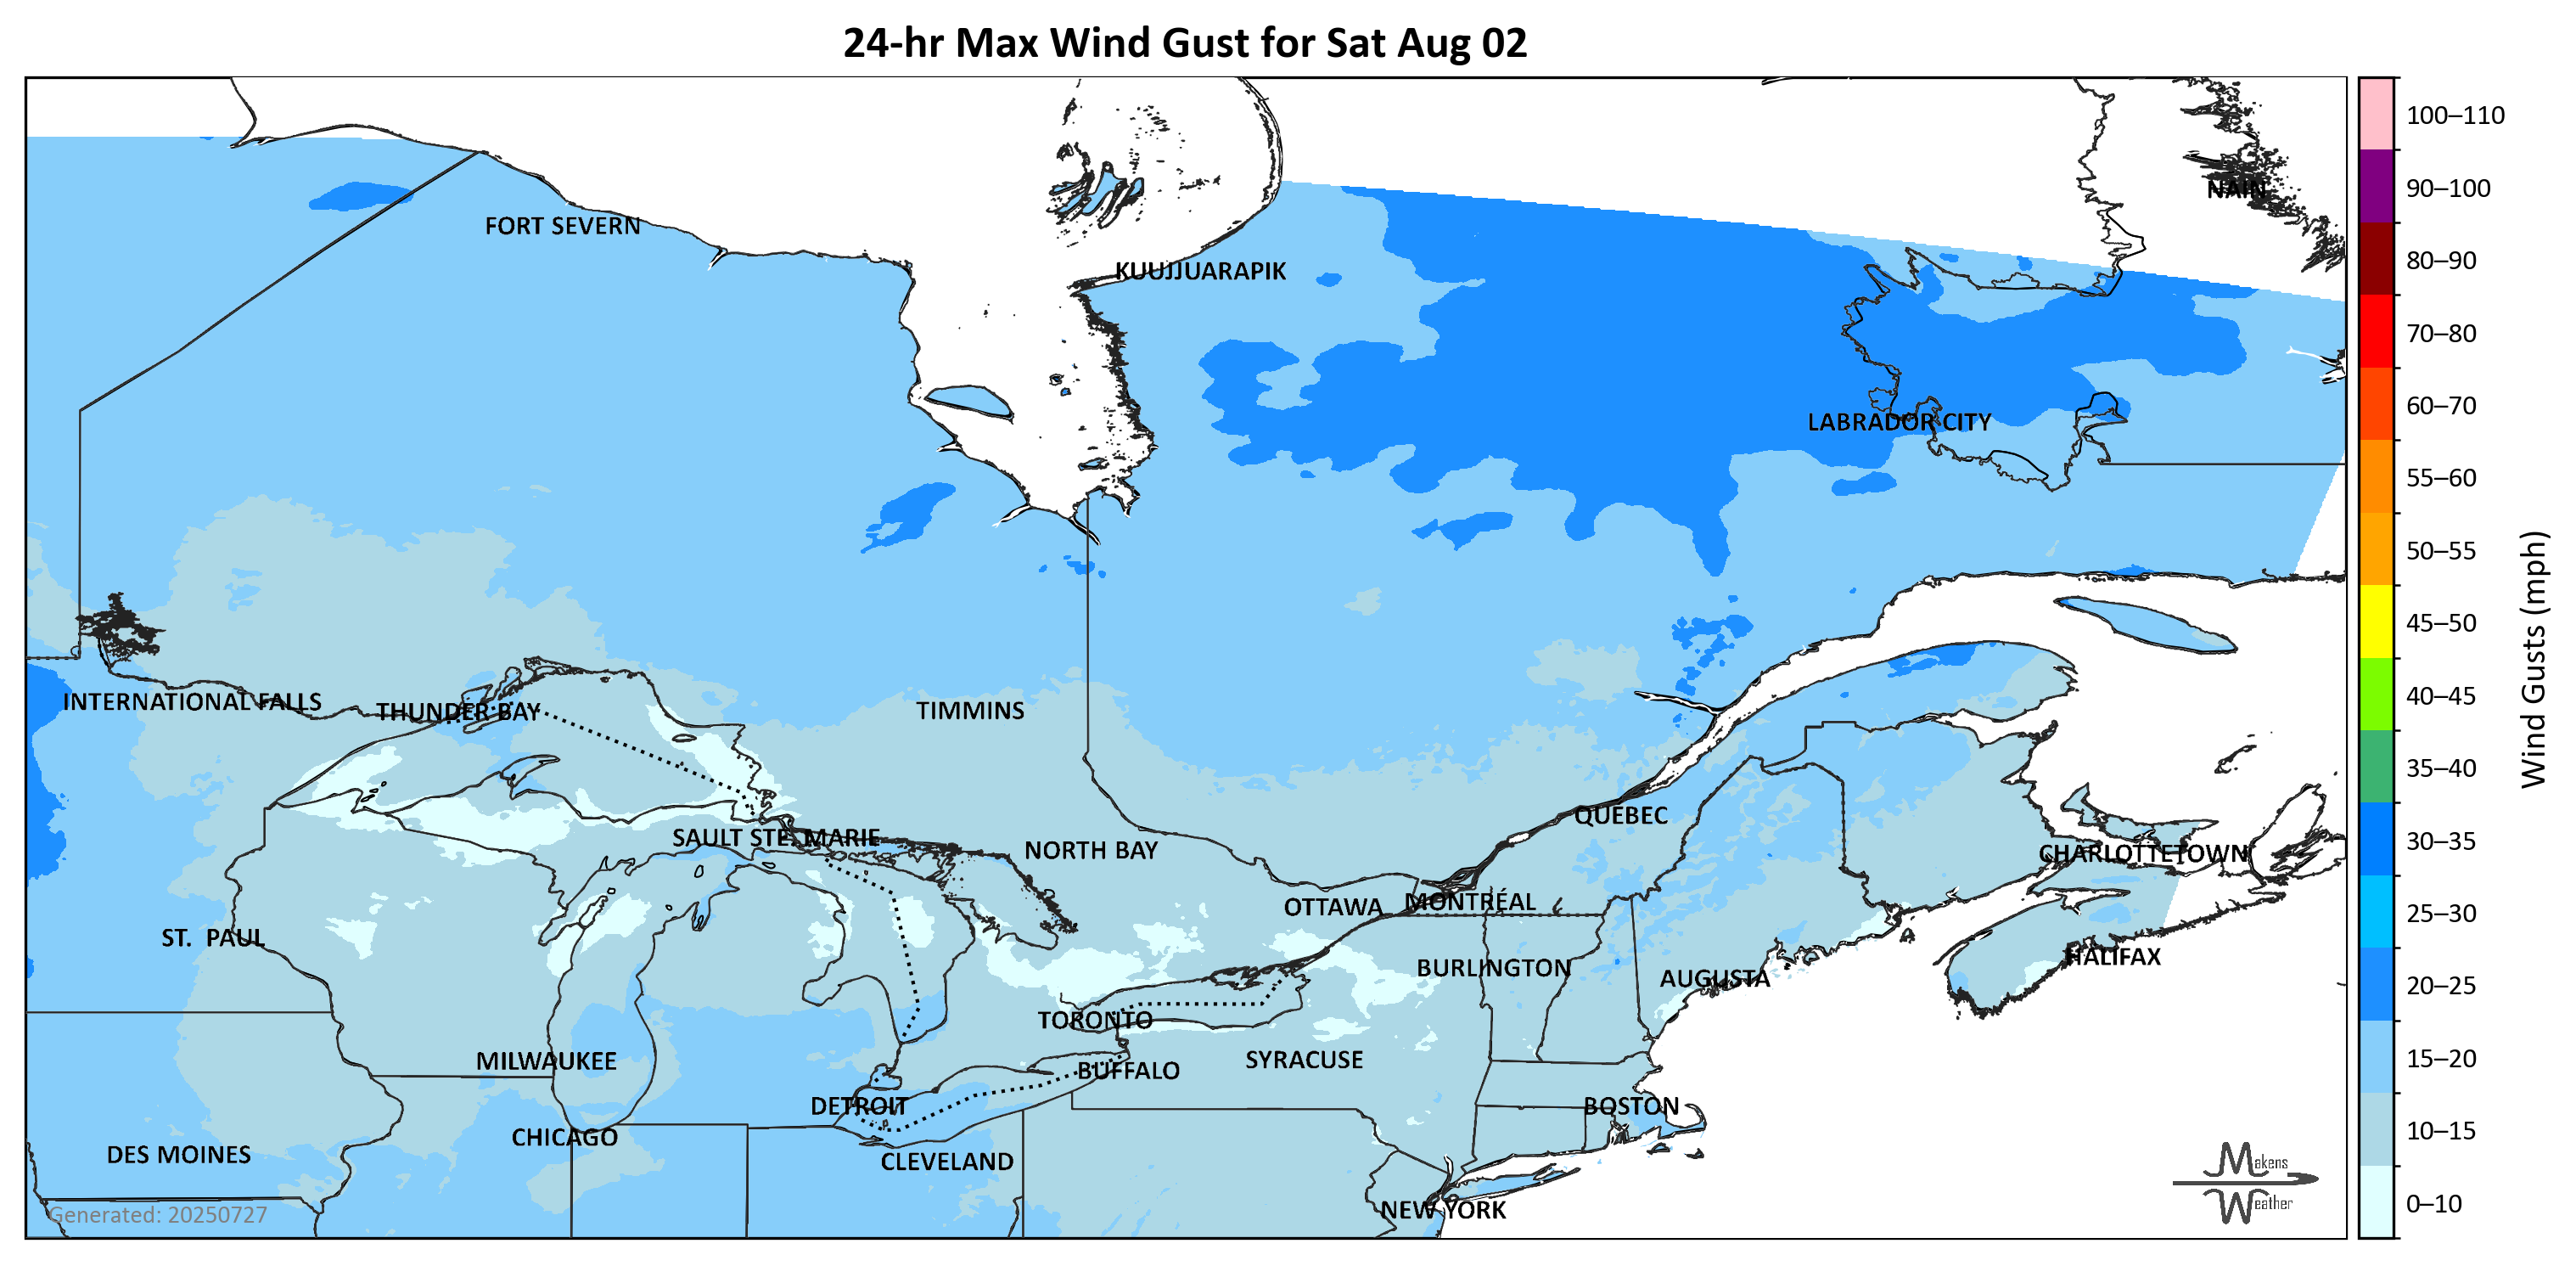 24-hr Max Wind Gust for Sat Aug 02
100–110
90–100
80–90
70–80
60–70
55–60
50–55
45–50
40–45
35–40
30–35
25–30
20–25
15–20
10–15
0–10
Wind Gusts (mph)
NAIN
FORT SEVERN
KUUJJUARAPIK
LABRADOR CITY
INTERNATIONAL FALLS
THUNDER BAY
TIMMINS
QUÉBEC
SAULT STE. MARIE
NORTH BAY
CHARLOTTETOWN
OTTAWA
MONTRÉAL
ST. PAUL
HALIFAX
BURLINGTON
AUGUSTA
TORONTO
MILWAUKEE
SYRACUSE
BUFFALO
DETROIT
BOSTON
CHICAGO
DES MOINES
CLEVELAND
NEW YORK
Generated: 20250727
Makens
Weather